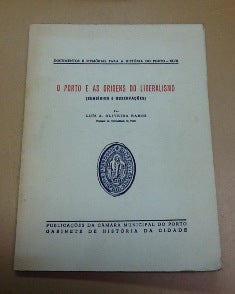 DOCUMENTOS E MEMÓRIAS PARA A HISTÓRIA DO PORTO - XLIII
O PORTO E AS ORIGENS DO LIBERALISMO
(SUBSÍDIOS E OBSERVAÇÕES)
Por
LUÍS A. OLIVEIRA RAMOS
PUBLICAÇÕES DA CÂMARA MUNICIPAL DO PORTO
GABINETE DE HISTÓRIA DA CIDADE